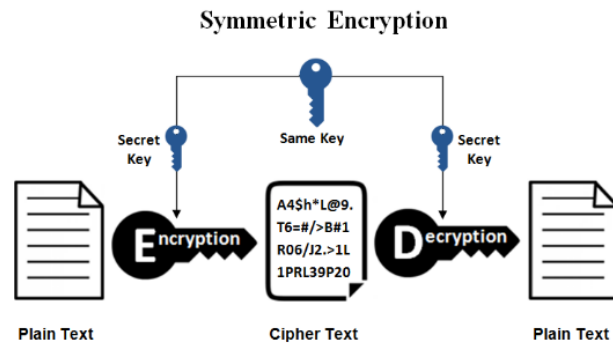 Symmetric Encryption
Secret
Key
Same Key
Secret
Key
Encryption
A4$h*L@9.
T6=#/>B#1
R06/J2.>1L
1PRL39P20
Decryption
Plain Text
Cipher Text
Plain Text